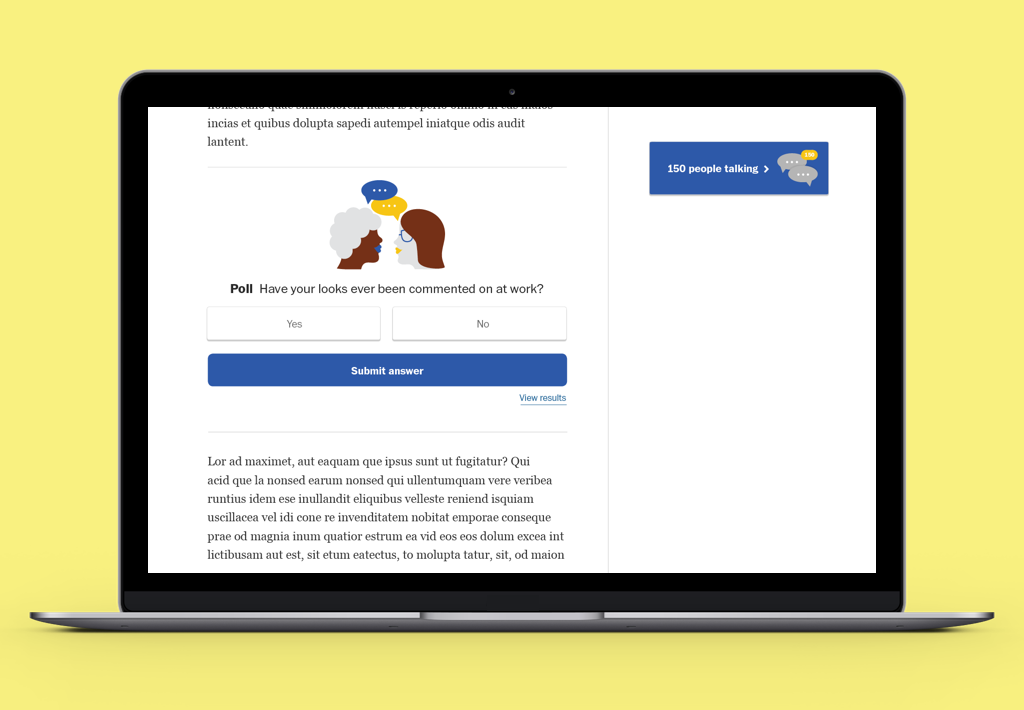 incias et quibus dolupta sapedi autempel iniatque odis audit
lantent.
150 people talking
150
Poll Have your looks ever been commented on at work?
Yes
No
Submit answer
View results
Lor ad maximet, aut eaquam que ipsus sunt ut fugitatur? Qui
acid que la nonsed earum nonsed qui ullentumquam vere veribea
runtius idem ese inullandit eliquibus velleste reniend isquiam
uscillacea vel idi cone re invenditatem nobitat emporae conseque
prae od magnia inum quatior estrum ea vid eos eos dolum excea int
lictibusam aut est, sit etum eatectus, to molupta tatur, sit, od maion